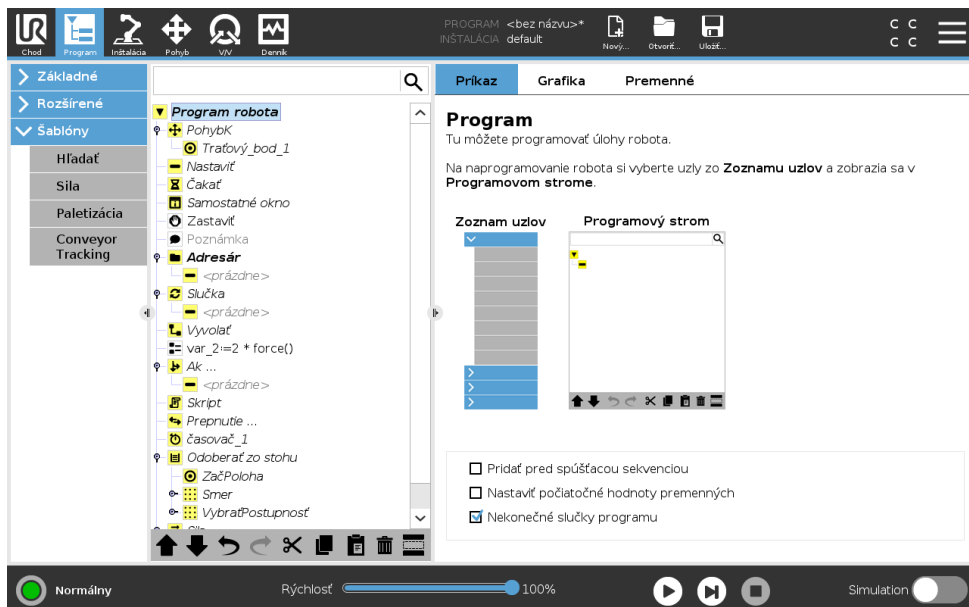 PROGRAM <bez názvu>*
INŠTALÁCIA default
Chod
Program
Inštalácia
Pohyb
V/V
Denník
Nový...
Otvoriť...
Uložiť...
C C
C C
Základné
Rozšírené
Šablóny
Hľadať
Sila
Paletizácia
Conveyor
Tracking
Program robota
PohybK
Traťový_bod_1
Nastaviť
Čakať
Samostatné okno
Zastaviť
Poznámka
Adresár
<prázdne>
Slučka
<prázdne>
Vyvolať
var_2:=2 * force()
Ak ...
<prázdne>
Skript
Prepnutie ...
časovač_1
Odoberať zo stohu
ZačPoloha
Smer
VybraťPostupnosť
Príkaz
Grafika
Premenné
Program
Tu môžete programovať úlohy robota.
Na naprogramovanie robota si vyberte uzly zo Zoznamu uzlov a zobrazia sa v
Programovom strome.
Zoznam uzlov
Programový strom
Pridať pred spúšťacou sekvenciou
Nastaviť počiatočné hodnoty premenných
Nekonečné slučky programu
Normálny
Rýchlosť
100%
Simulation